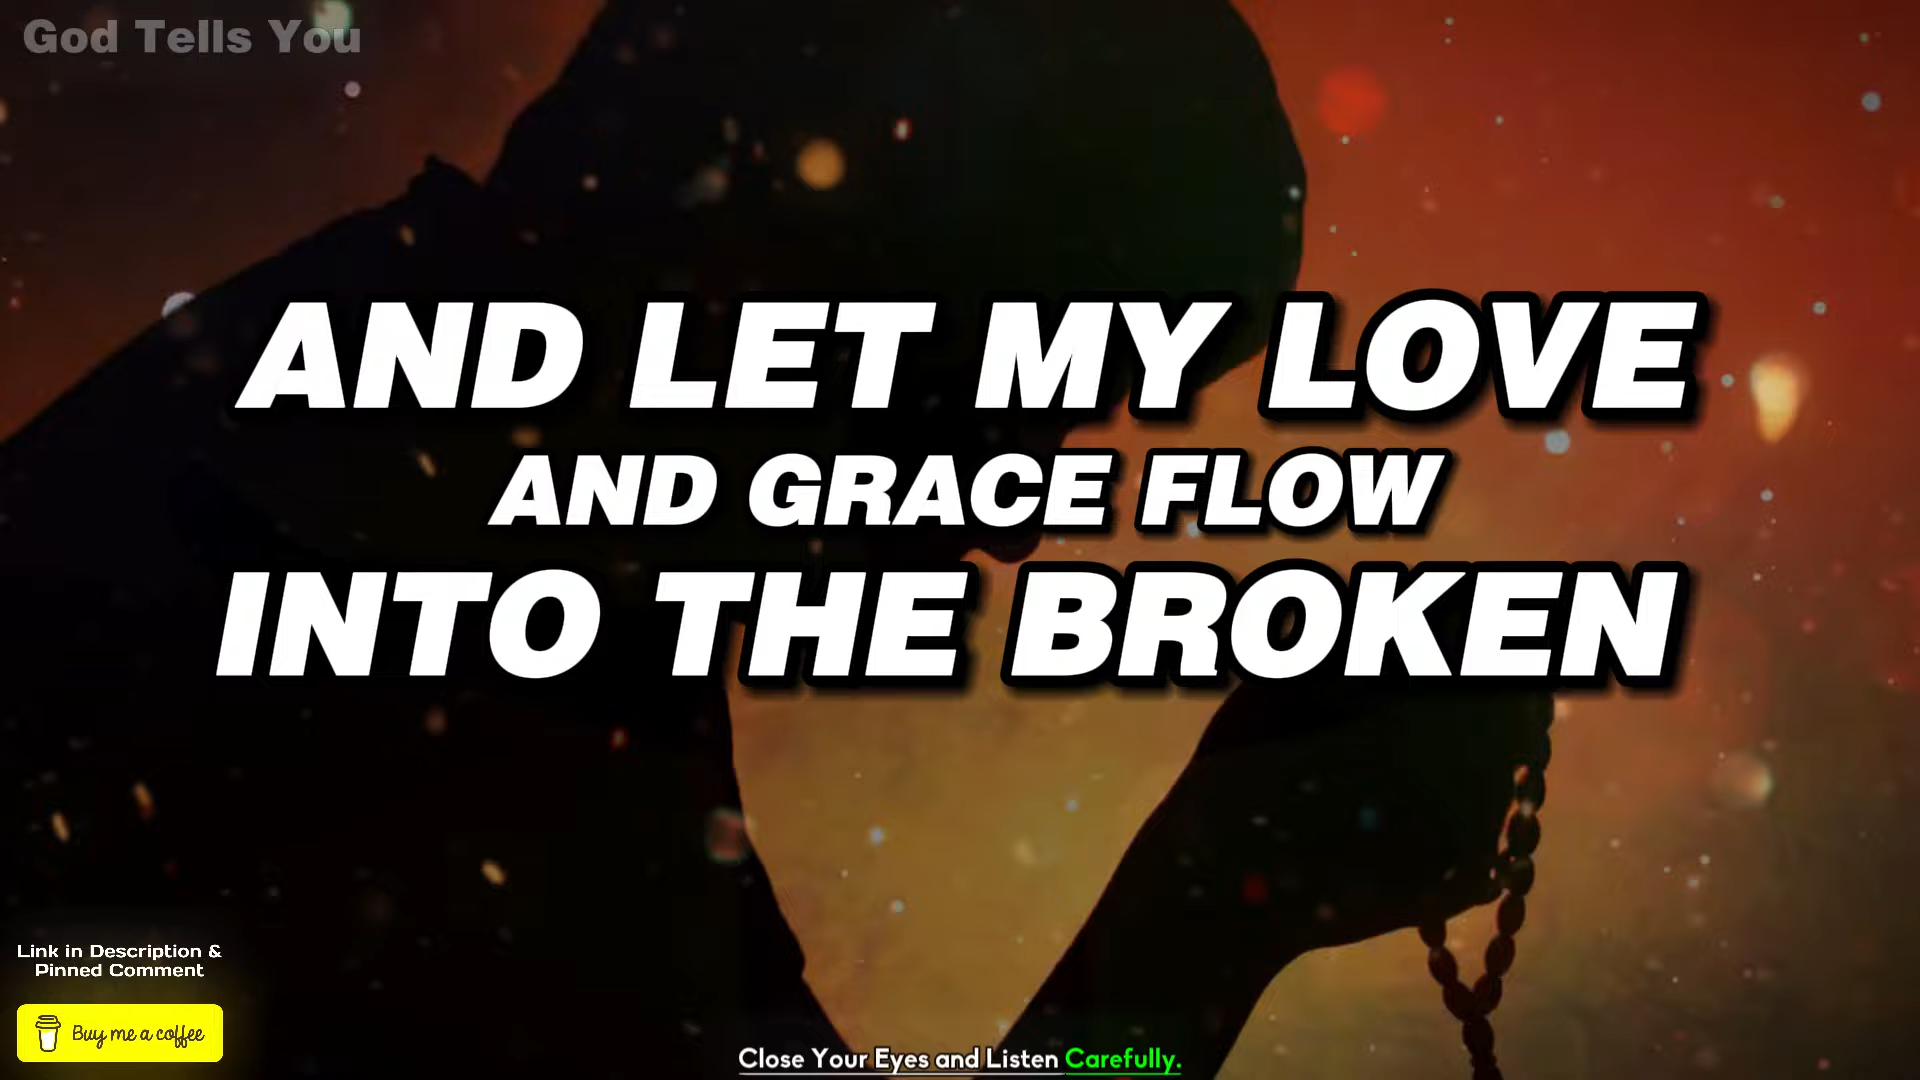 God Tells You
AND LET MY LOVE
AND GRACE FLOW
INTO THE BROKEN
Link in Description &
Pinned Comment
Buy me a coffee
Close Your Eyes and Listen Carefully.